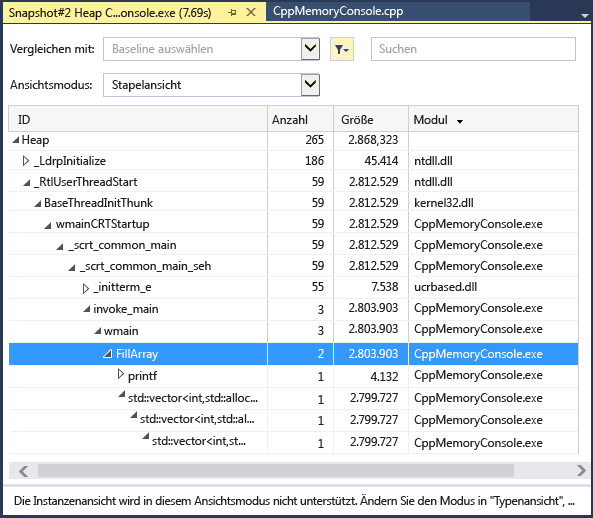 Snapshot#2 Heap C...onsole.exe (7.69s) CppMemoryConsole.cpp
Vergleichen mit: Baseline auswählen Suchen
Ansichtsmodus: Stapelansicht
ID Anzahl Größe Modul
Heap 265 2.868,323
_LdrpInitialize 186 45.414 ntdll.dll
_RtlUserThreadStart 59 2.812.529 ntdll.dll
BaseThreadInitThunk 59 2.812.529 kernel32.dll
wmainCRTStartup 59 2.812.529 CppMemoryConsole.exe
_scrt_common_main 59 2.812.529 CppMemoryConsole.exe
_scrt_common_main_seh 59 2.812.529 CppMemoryConsole.exe
_initterm_e 55 7.538 ucrbased.dll
invoke_main 3 2.803.903 CppMemoryConsole.exe
wmain 3 2.803.903 CppMemoryConsole.exe
FillArray 2 2.803.903 CppMemoryConsole.exe
printf 1 4.132 CppMemoryConsole.exe
std::vector<int,std::alloc... 1 2.799.727 CppMemoryConsole.exe
std::vector<int,std::al... 1 2.799.727 CppMemoryConsole.exe
std::vector<int,st... 1 2.799.727 CppMemoryConsole.exe
Die Instanzenansicht wird in diesem Ansichtsmodus nicht unterstützt. Ändern Sie den Modus in "Typenansicht", ...